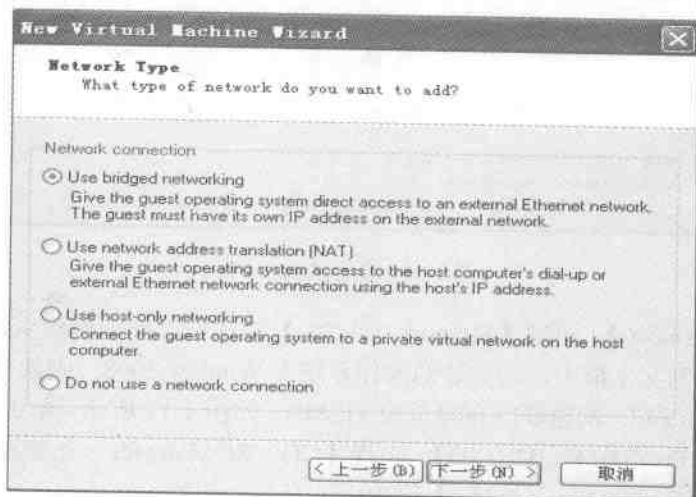 New Virtual Machine Wizard
Network Type
What type of network do you want to add?
Network connection
Use bridged networking
Give the guest operating system direct access to an external Ethernet network.
The guest must have its own IP address on the external network.
Use network address translation (NAT)
Give the guest operating system access to the host computer's dial-up or
external Ethernet network connection using the host's IP address.
Use host-only networking
Connect the guest operating system to a private virtual network on the host
computer.
Do not use a network connection
< 上一步(B) 下一步(N) > 取消